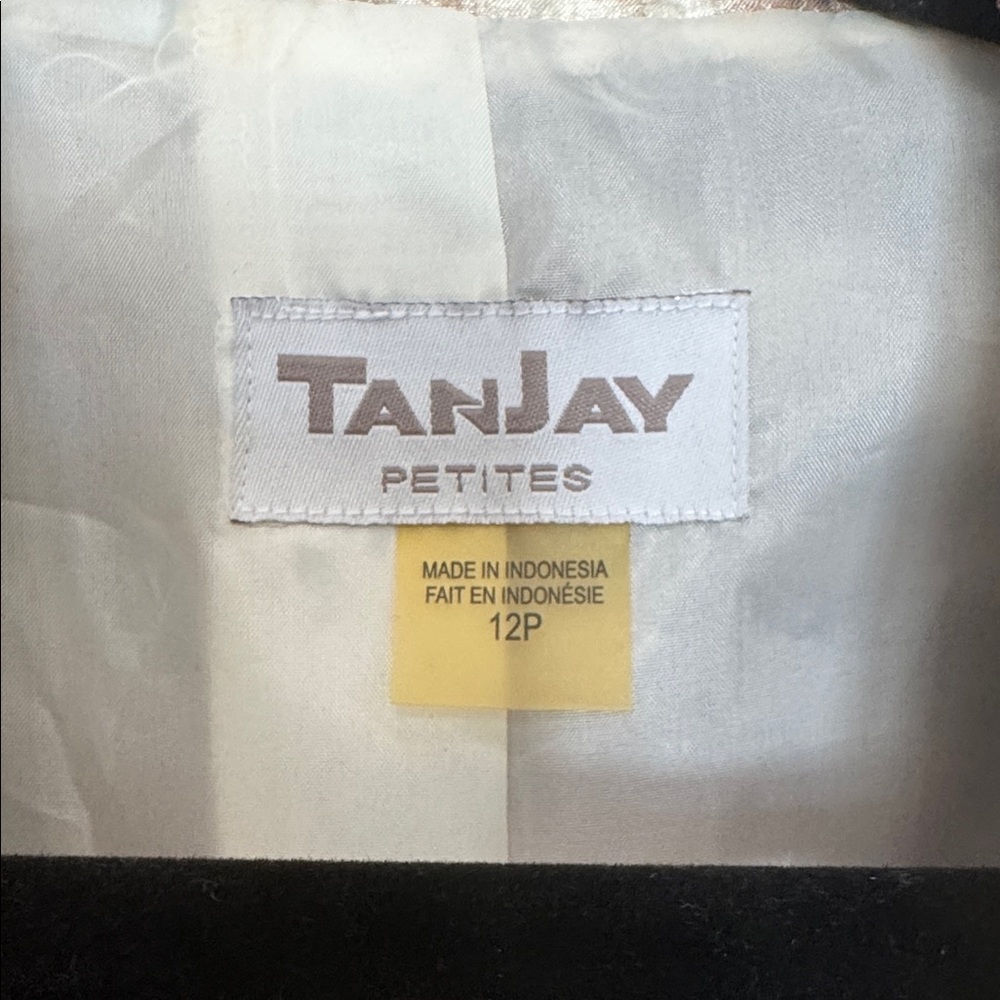 TANJAY
PETITES
MADE IN INDONESIA
FAIT EN INDONÉSIE
12P